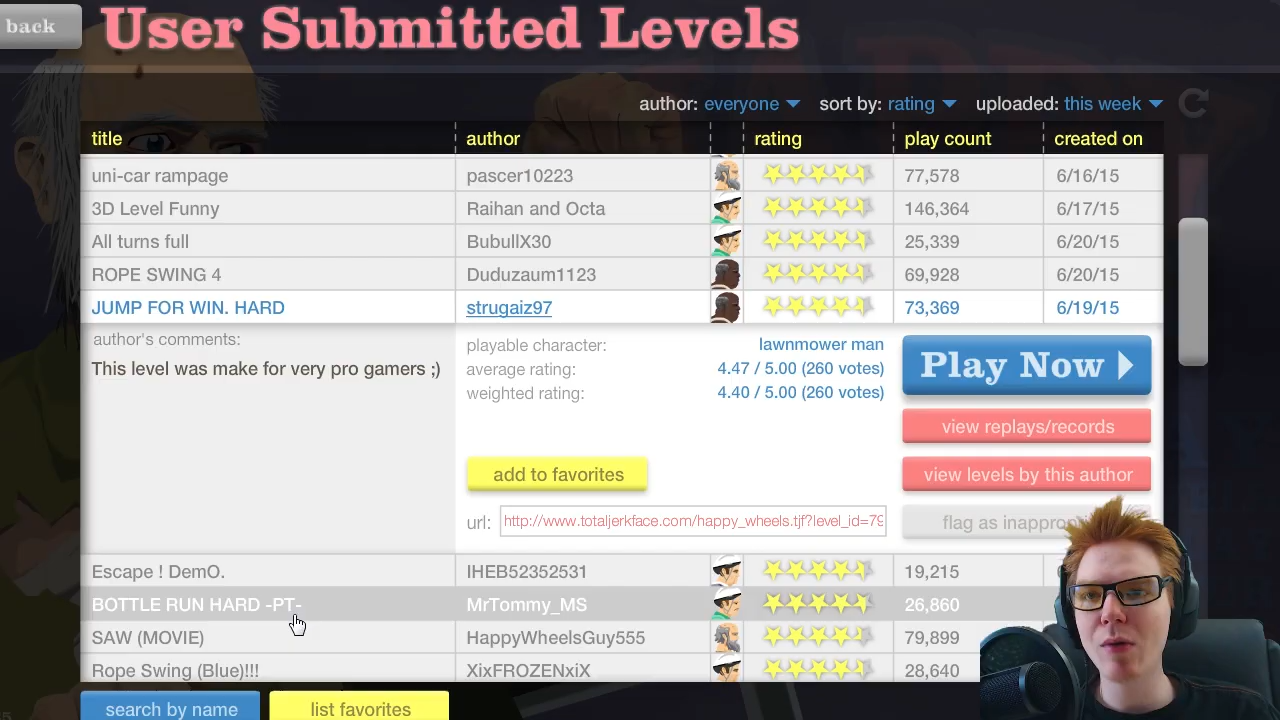 back
User Submitted Levels
author: everyone sort by: rating uploaded: this week
title author rating play count created on
uni-car rampage pascer10223 77,578 6/16/15
3D Level Funny Raihan and Octa 146,364 6/17/15
All turns full BubullX30 25,339 6/20/15
ROPE SWING 4 Duduzaum1123 69,928 6/20/15
JUMP FOR WIN. HARD strugaiz97 73,369 6/19/15
author's comments:
This level was make for very pro gamers ;)
playable character: lawnmower man
average rating: 4.47 / 5.00 (260 votes)
weighted rating: 4.40 / 5.00 (260 votes)
add to favorites
url: http://www.totaljerkface.com/happy_wheels.tjf?level_id=79
Play Now
view replays/records
view levels by this author
flag as
Escape ! DemO. IHEB52352531 19,215
BOTTLE RUN HARD -PT- MrTommy_MS 26,860
SAW (MOVIE) HappyWheelsGuy555 79,899
Rope Swing (Blue)!!! XixFROZENxiX 28,640
search by name list favorites